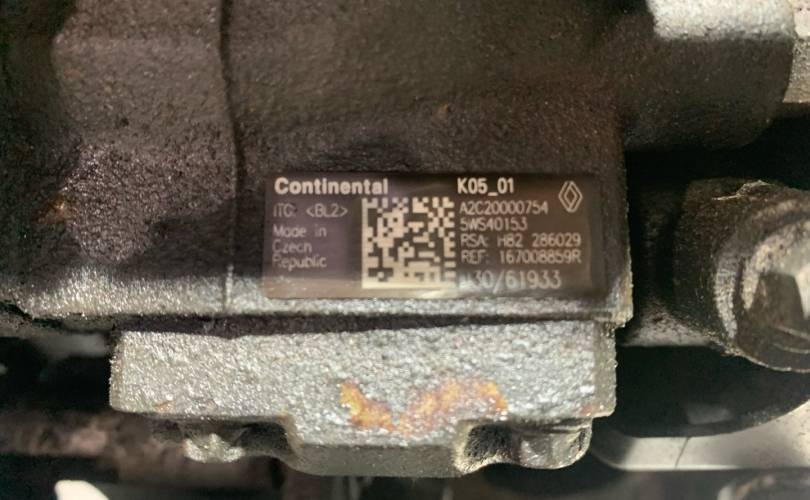 Continental
K05_01
ITC: <BL2>
Made in
Czech
Republic
A2C20000754
5WS40153
RSA: H82 286029
REF: 167008859R
30/61933